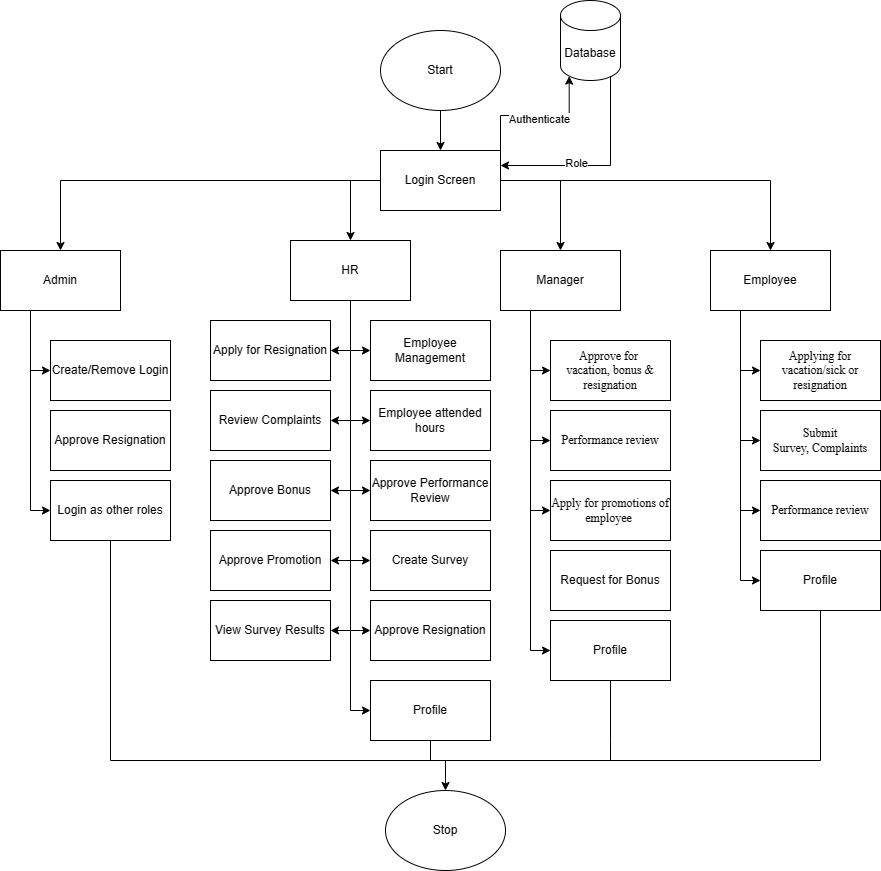 Database
Start
Authenticate
Role
Login Screen
Admin
HR
Manager
Employee
Create/Remove Login
Approve Resignation
Login as other roles
Apply for Resignation
Employee
Management
Review Complaints
Employee attended
hours
Approve Bonus
Approve Performance
Review
Approve Promotion
Create Survey
View Survey Results
Approve Resignation
Profile
Approve for
vacation, bonus &
resignation
Performance review
Apply for promotions of
employee
Request for Bonus
Profile
Applying for
vacation/sick or
resignation
Submit
Survey, Complaints
Performance review
Profile
Stop